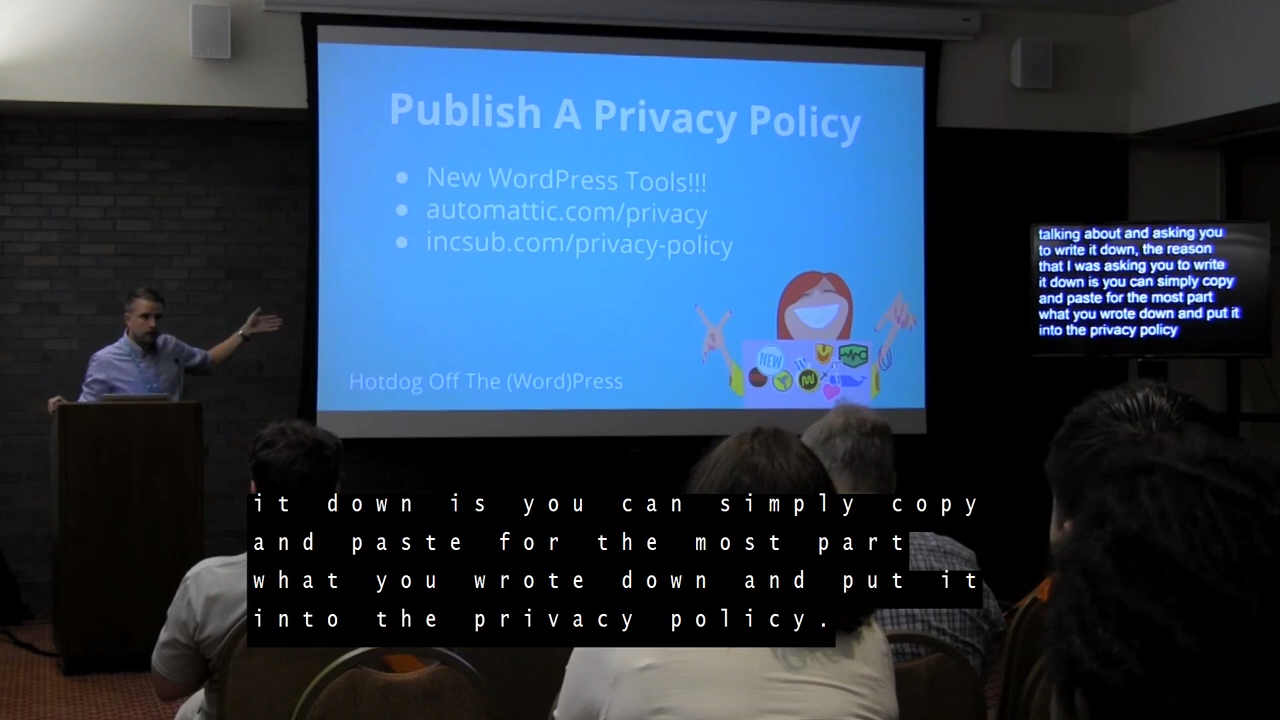 Publish A Privacy Policy
● New WordPress Tools!!!
● automattic.com/privacy
● incsub.com/privacy-policy
NEW
Hotdog Off The (Word)Press
talking about and asking you
to write it down, the reason
that I was asking you to write
it down is you can simply copy
and paste for the most part
what you wrote down and put it
into the privacy policy
it down is you can simply copy
and paste for the most part
what you wrote down and put it
into the privacy policy.